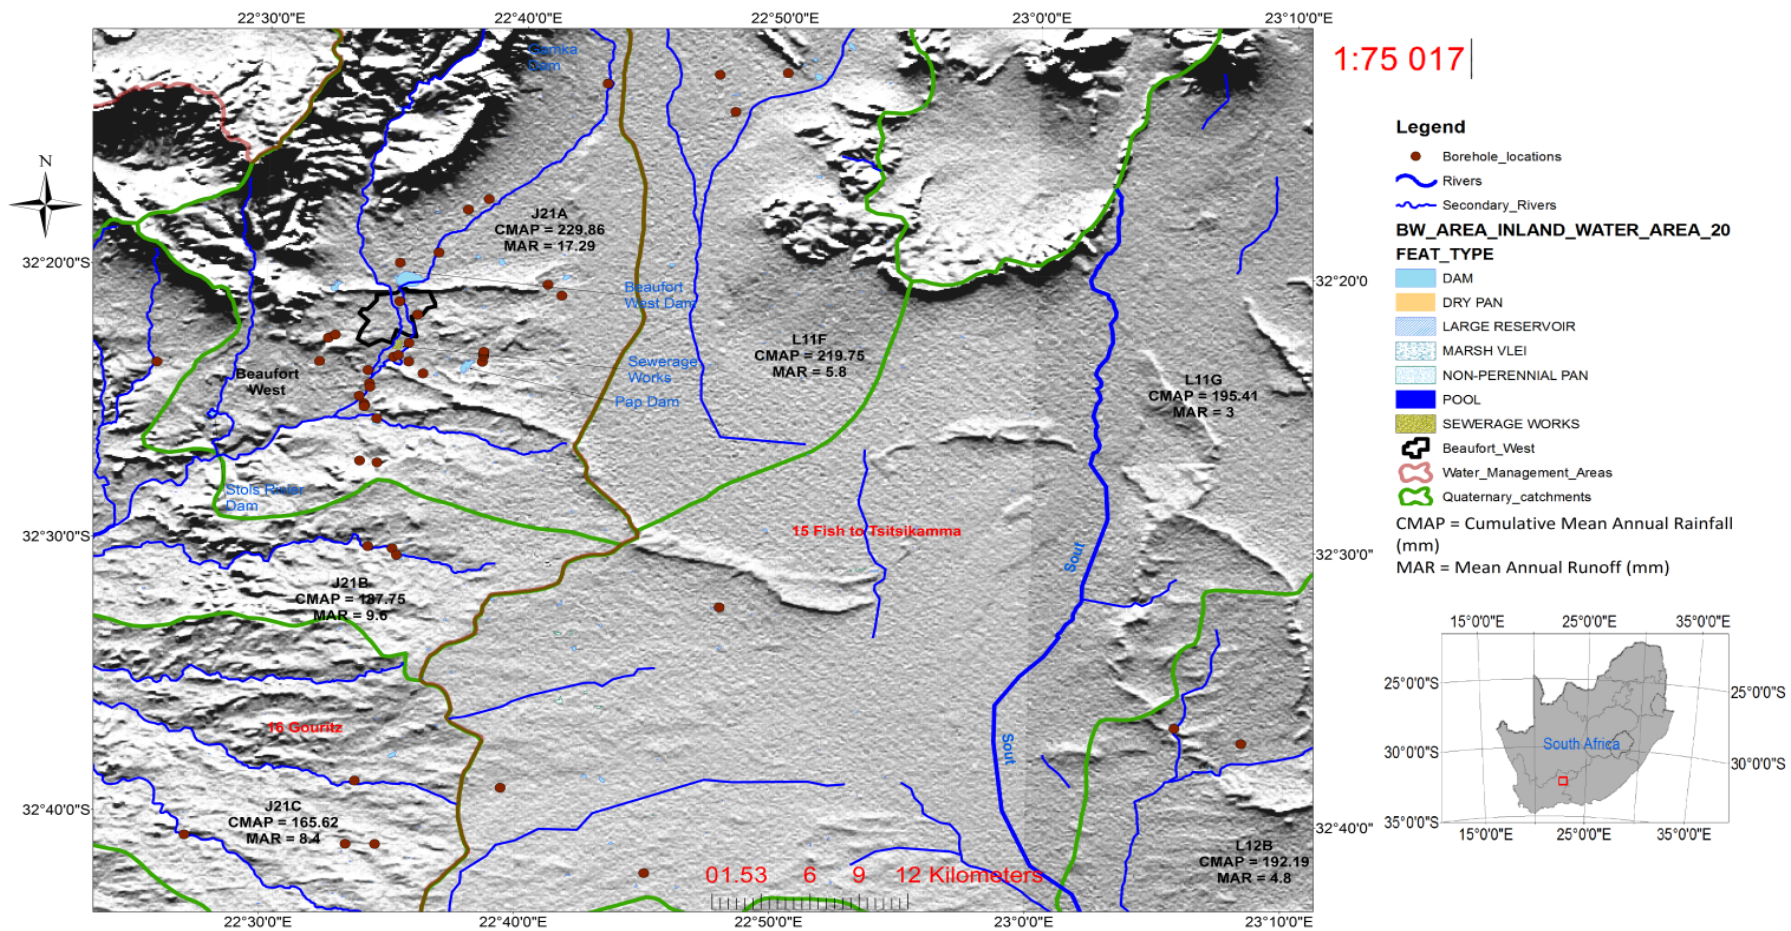 22°30'0"E
22°40'0"E
22°50'0"E
23°0'0"E
23°10'0"E
1:75 017
Gamka
Dam
N
J21A
CMAP = 229.86
MAR = 17.29
32°20'0"S
32°20'0
Beaufort
West Dam
L11F
CMAP = 219.75
MAR = 5.8
Sewerage
Works
Pap Dam
Beaufort
West
L11G
CMAP = 195.41
MAR = 3
Stols Rivier
Dam
15 Fish to Tsitsikamma
32°30'0"S
32°30'0"
Sout
J21B
CMAP = 187.75
MAR = 9.6
16 Gouritz
Sout
J21C
CMAP = 165.62
MAR = 8.4
32°40'0"S
32°40'0"S
L12B
CMAP = 192.19
MAR = 4.8
01.53 6 9 12 Kilometers
22°30'0"E
22°40'0"E
22°50'0"E
23°0'0"E
23°10'0"E
Legend
Borehole_locations
Rivers
Secondary_Rivers
BW_AREA_INLAND_WATER_AREA_20
FEAT_TYPE
DAM
DRY PAN
LARGE RESERVOIR
MARSH VLEI
NON-PERENNIAL PAN
POOL
SEWERAGE WORKS
Beaufort_West
Water_Management_Areas
Quaternary_catchments
CMAP = Cumulative Mean Annual Rainfall
(mm)
MAR = Mean Annual Runoff (mm)
15°0'0"E
25°0'0"E
35°0'0"E
25°0'0"S
25°0'0"S
South Africa
30°0'0"S
30°0'0"S
35°0'0"S
15°0'0"E
25°0'0"E
35°0'0"E